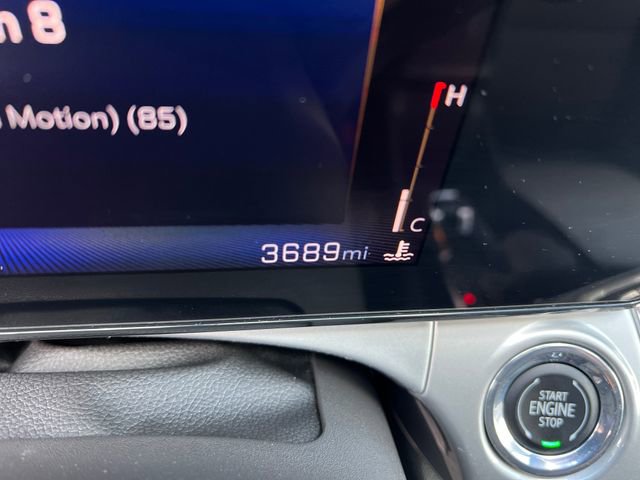 n 8
Motion) (85)
H
C
3689mi
START
ENGINE
STOP